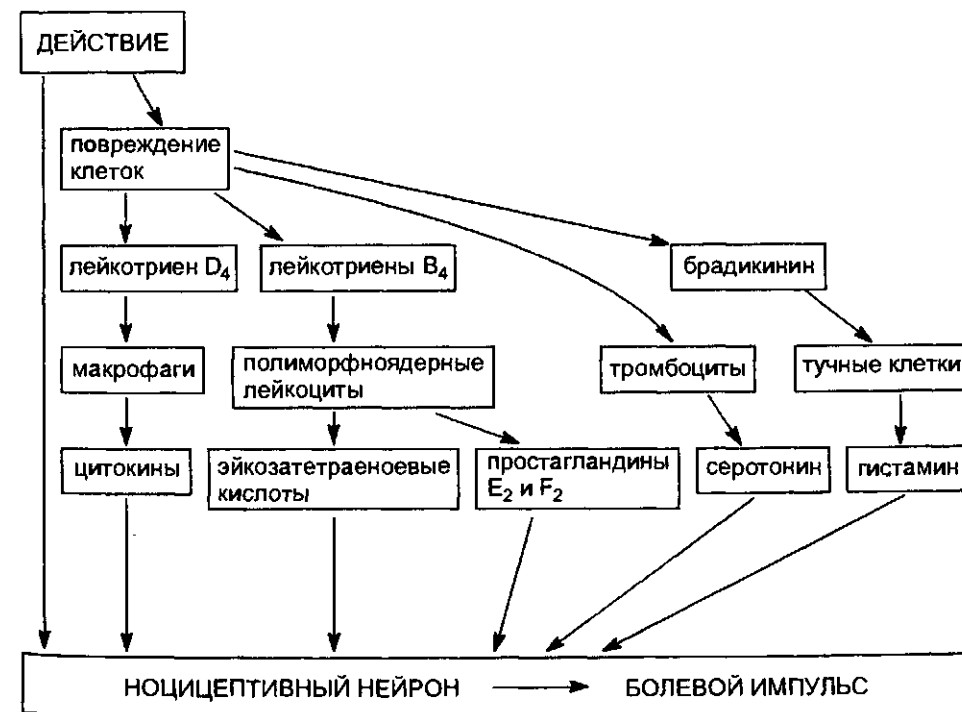 ДЕЙСТВИЕ
повреждение
клеток
лейкотриен D₄
лейкотриены B₄
брадикинин
макрофаги
полиморфноядерные
лейкоциты
тромбоциты
тучные клетки
цитокины
эйкозатетраеноевые
кислоты
простагландины
E₂ и F₂
серотонин
гистамин
НОЦИЦЕПТИВНЫЙ НЕЙРОН
БОЛЕВОЙ ИМПУЛЬС